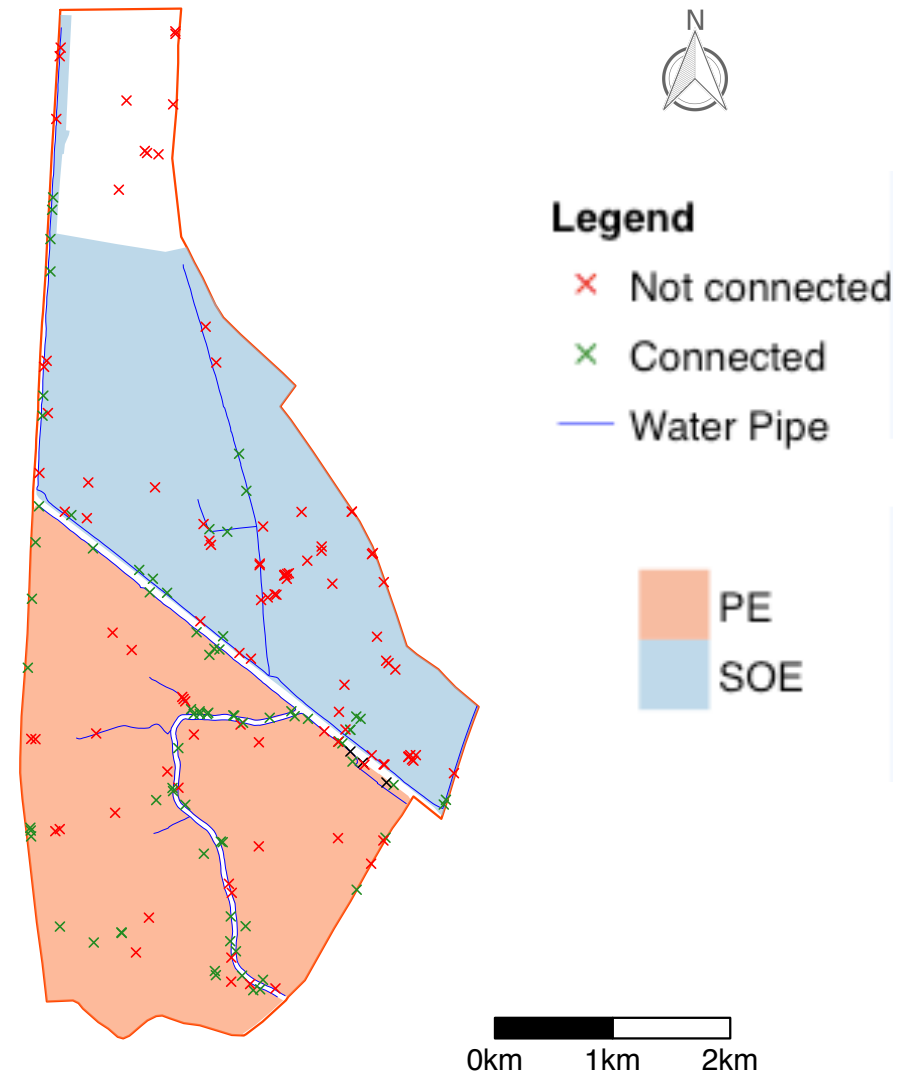 N
Legend
Not connected
Connected
Water Pipe
PE
SOE
0km 1km 2km